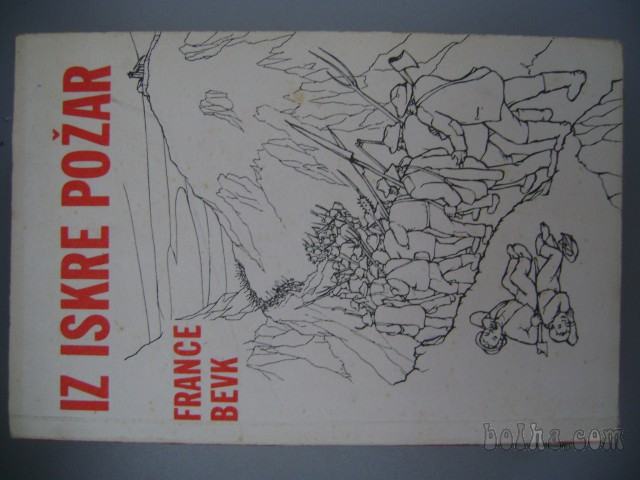 IZ ISKRE POŽAR
FRANCE
BEVK
bolha.com